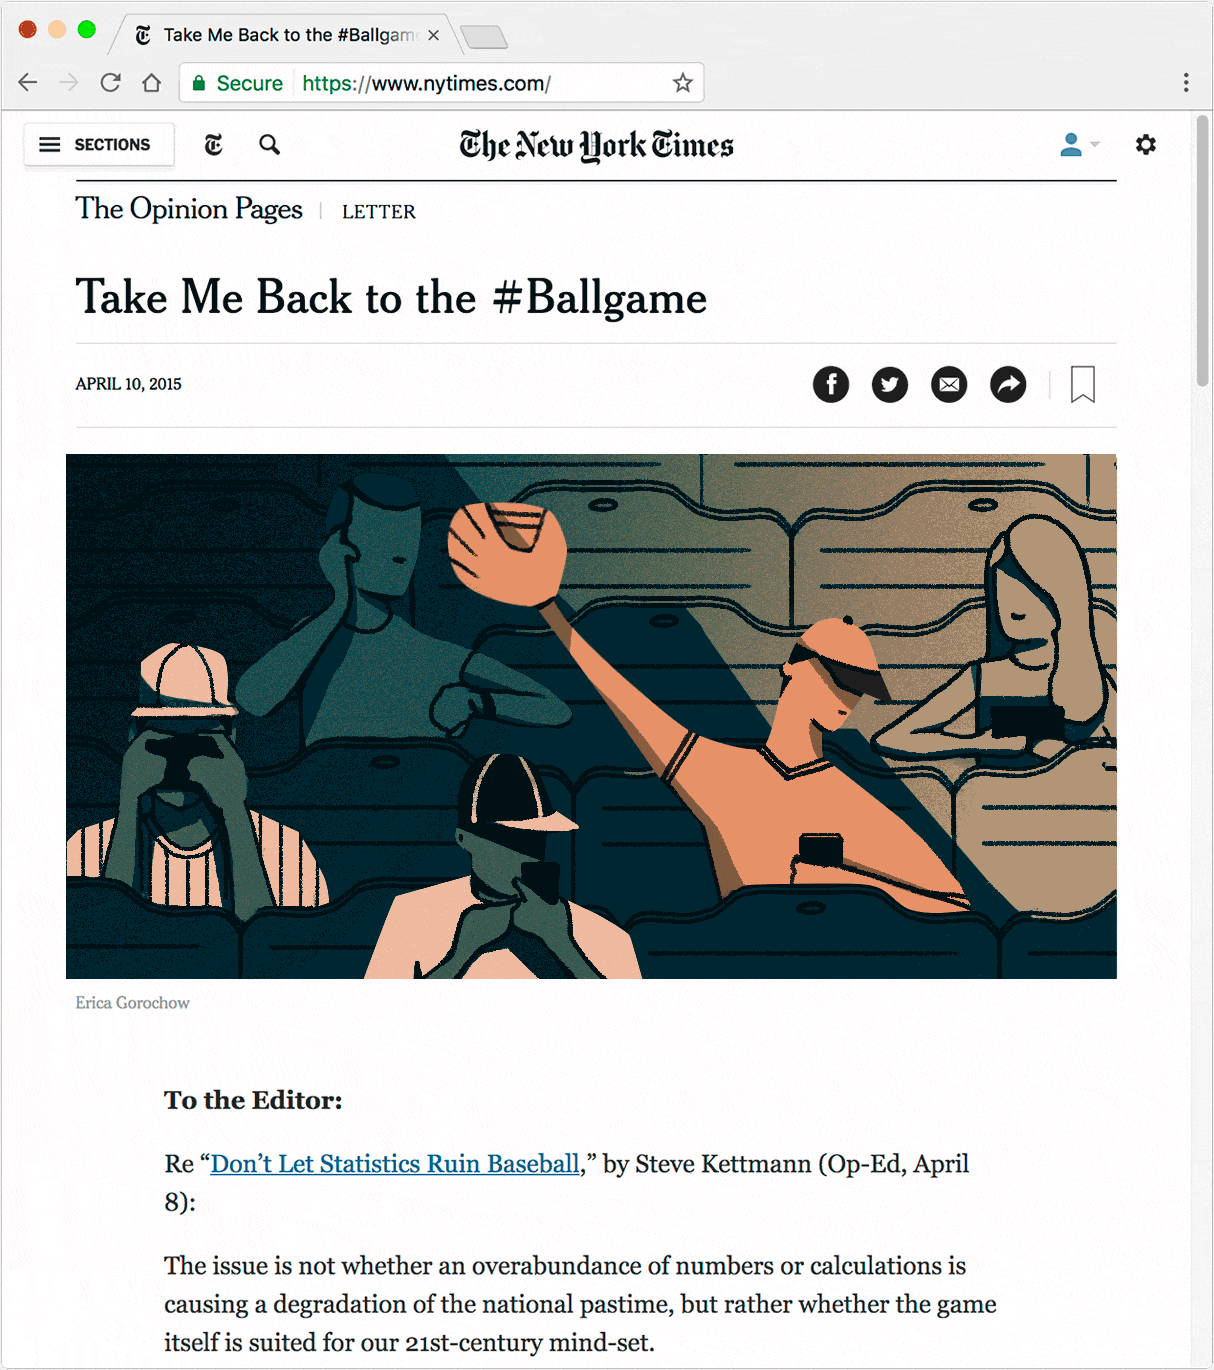 Take Me Back to the #Ballgam
Secure https://www.nytimes.com/
SECTIONS
The New York Times
The Opinion Pages | LETTER
Take Me Back to the #Ballgame
APRIL 10, 2015
Erica Gorochow
To the Editor:
Re “Don’t Let Statistics Ruin Baseball,” by Steve Kettmann (Op-Ed, April
8):
The issue is not whether an overabundance of numbers or calculations is
causing a degradation of the national pastime, but rather whether the game
itself is suited for our 21st-century mind-set.